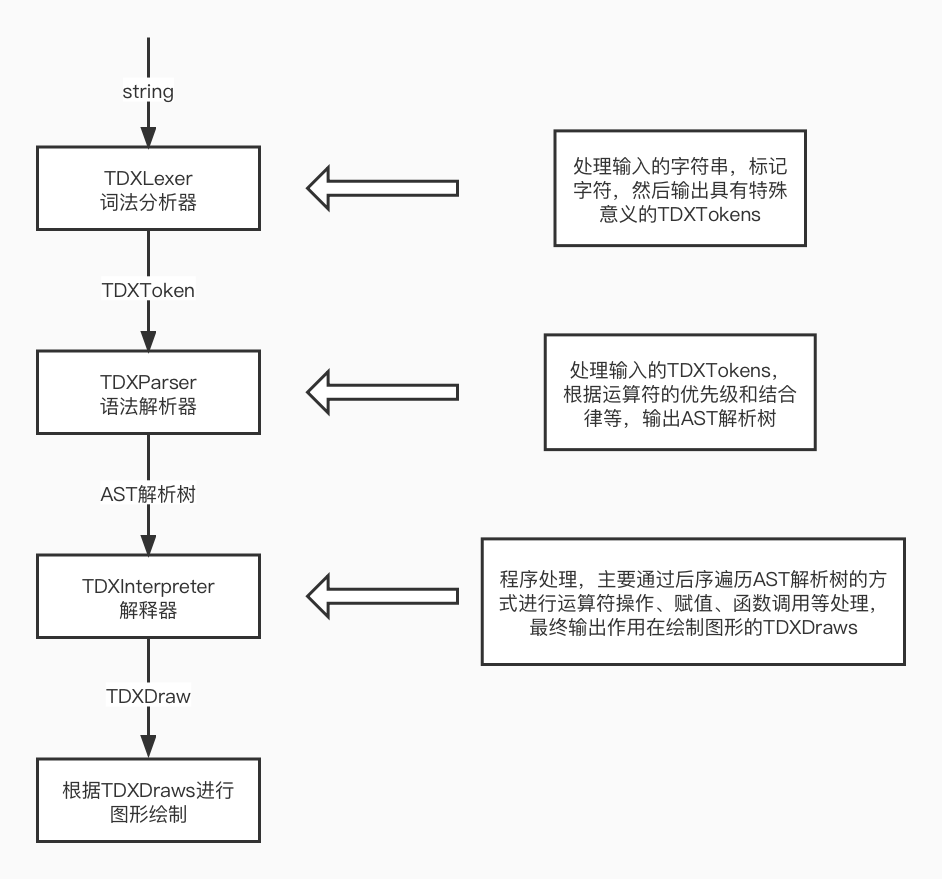 string
TDXLexer
词法分析器
处理输入的字符串，标记
字符，然后输出具有特殊
意义的TDXTokens
TDXToken
TDXParser
语法解析器
处理输入的TDXTokens，
根据运算符的优先级和结合
律等，输出AST解析树
AST解析树
TDXInterpreter
解释器
程序处理，主要通过后序遍历AST解析树的方
式进行运算符操作、赋值、函数调用等处理，
最终输出作用在绘制图形的TDXDraws
TDXDraw
根据TDXDraws进行
图形绘制